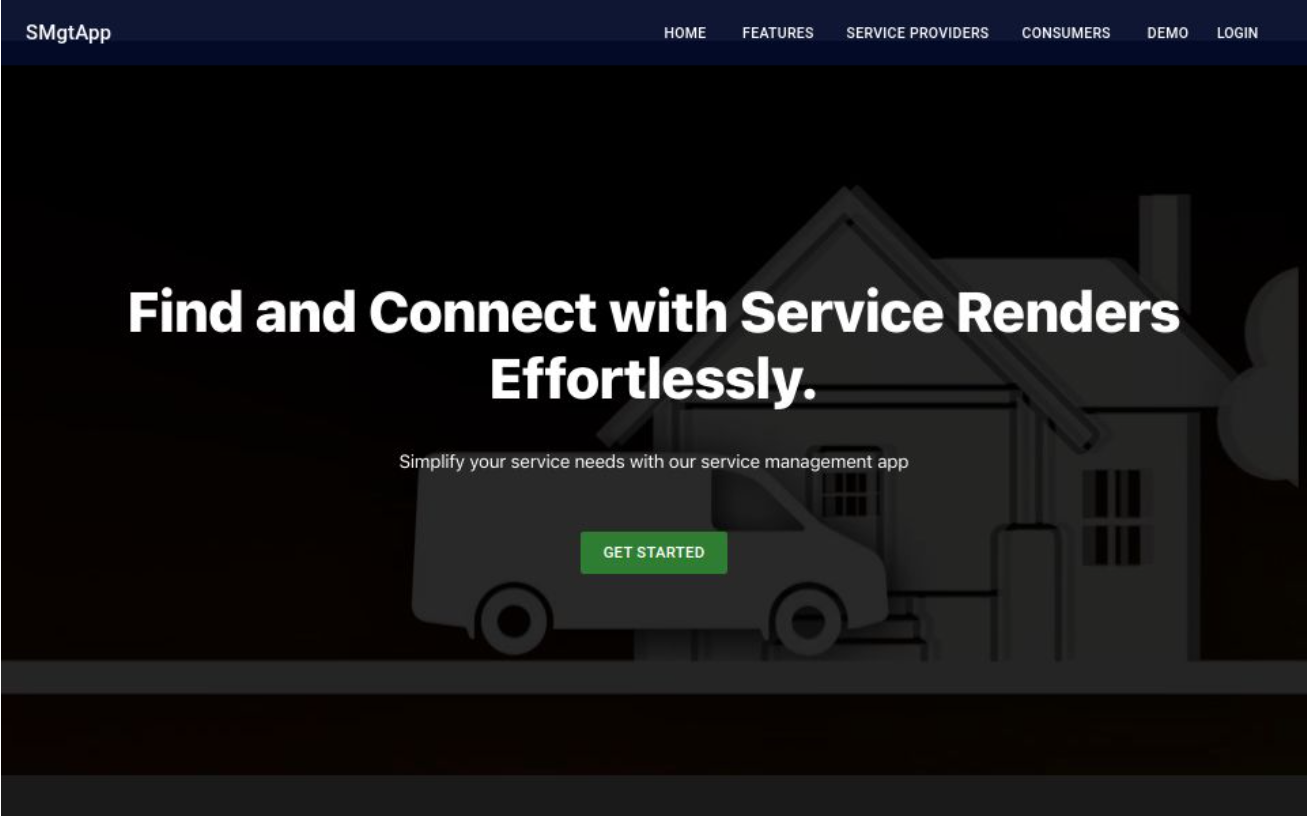 SMgtApp
HOME FEATURES SERVICE PROVIDERS CONSUMERS DEMO LOGIN
Find and Connect with Service Renders
Effortlessly.
Simplify your service needs with our service management app
GET STARTED